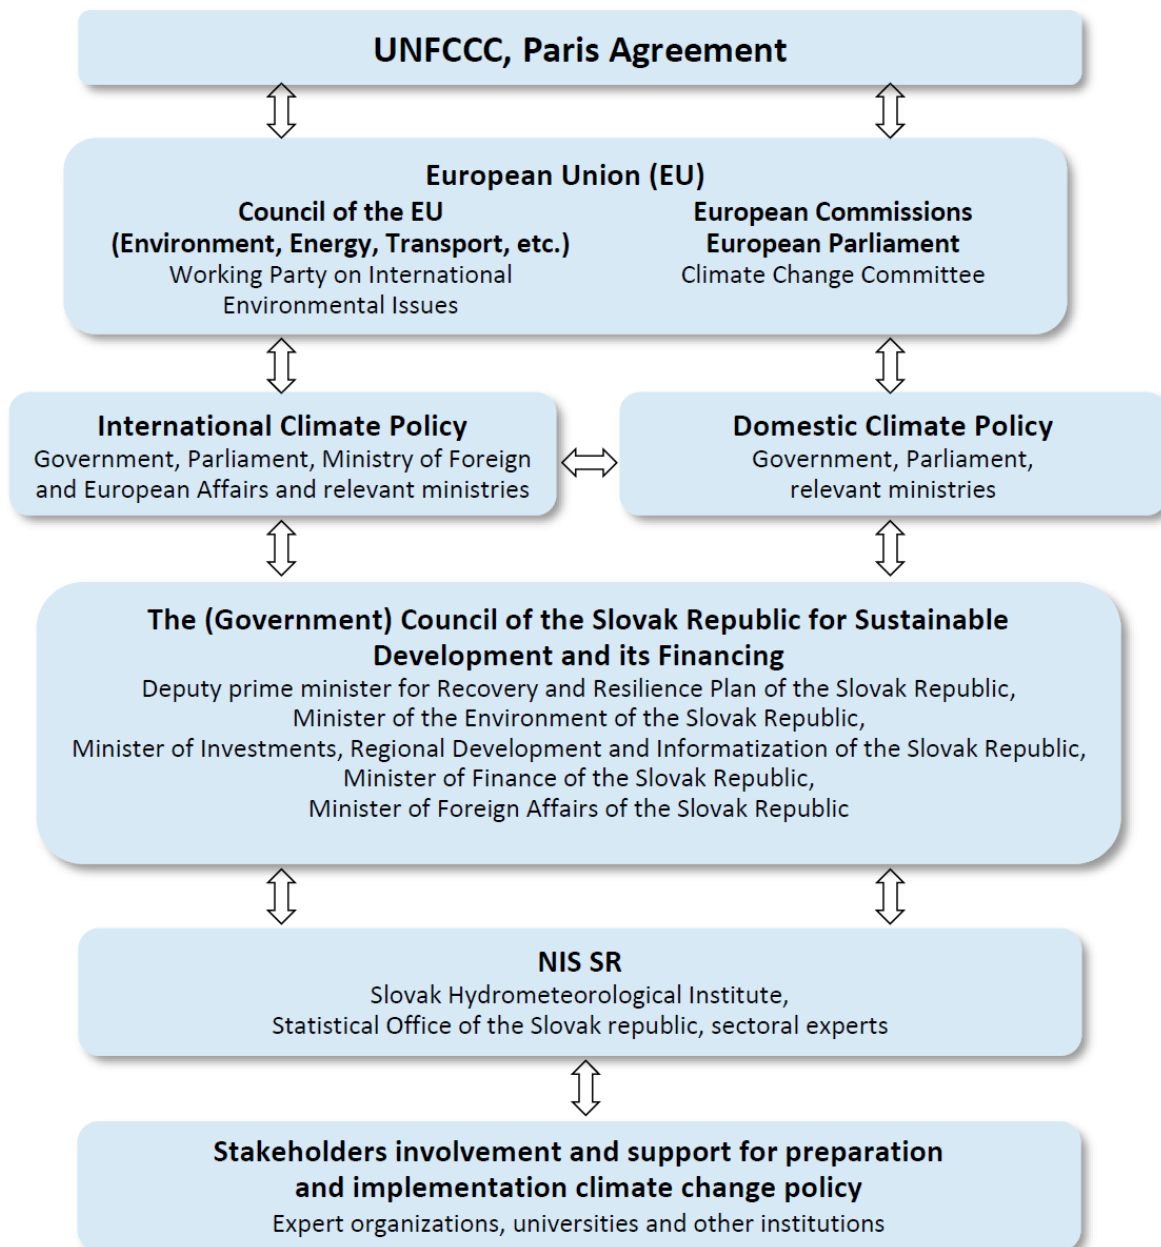 UNFCCC, Paris Agreement
European Union (EU)
Council of the EU
(Environment, Energy, Transport, etc.)
Working Party on International
Environmental Issues
European Commissions
European Parliament
Climate Change Committee
International Climate Policy
Government, Parliament, Ministry of Foreign
and European Affairs and relevant ministries
Domestic Climate Policy
Government, Parliament,
relevant ministries
The (Government) Council of the Slovak Republic for Sustainable
Development and its Financing
Deputy prime minister for Recovery and Resilience Plan of the Slovak Republic,
Minister of the Environment of the Slovak Republic,
Minister of Investments, Regional Development and Informatization of the Slovak Republic,
Minister of Finance of the Slovak Republic,
Minister of Foreign Affairs of the Slovak Republic
NIS SR
Slovak Hydrometeorological Institute,
Statistical Office of the Slovak republic, sectoral experts
Stakeholders involvement and support for preparation
and implementation climate change policy
Expert organizations, universities and other institutions